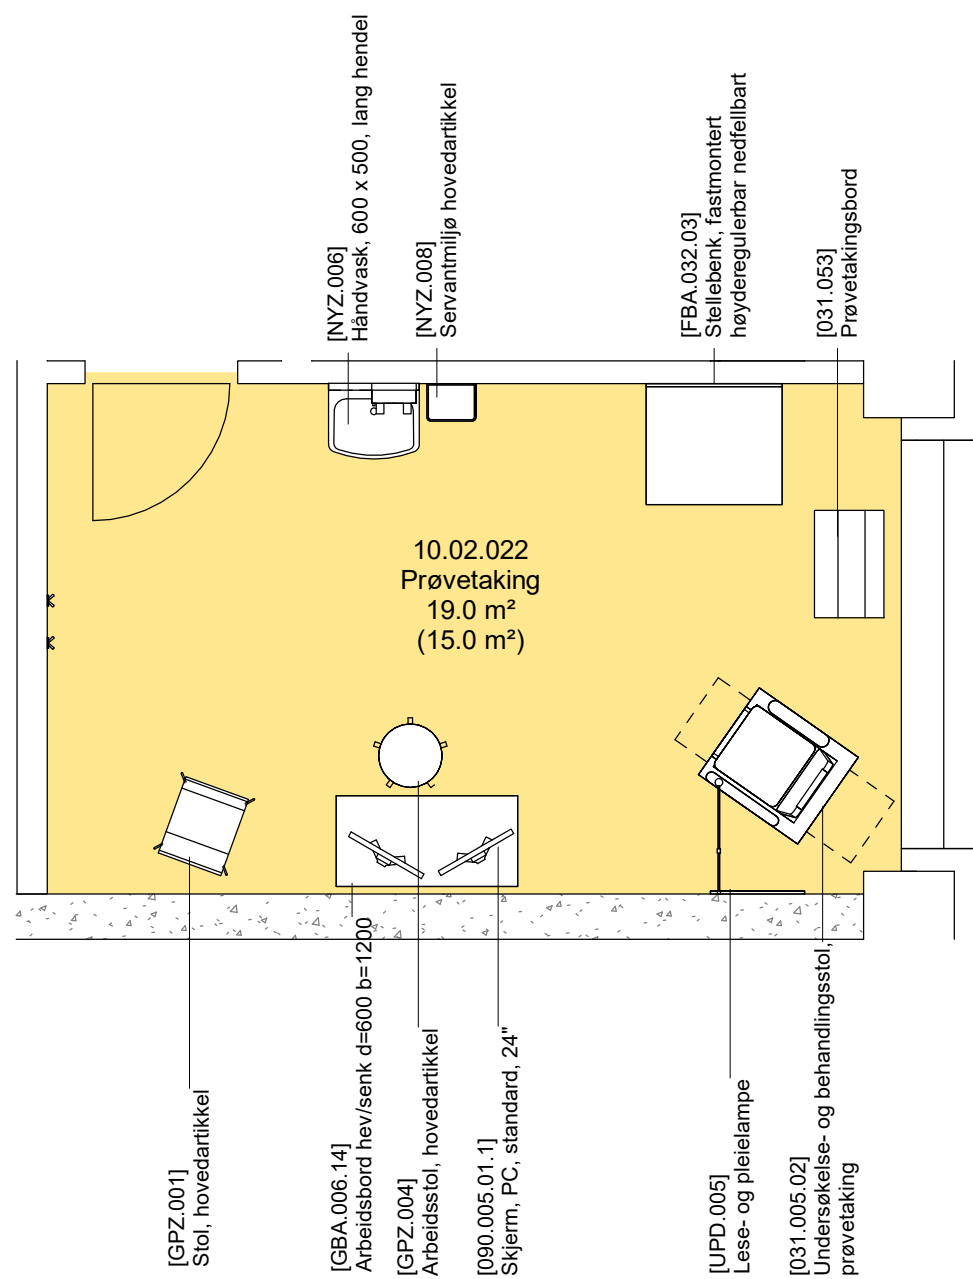 [NYZ.006]
Håndvask, 600 x 500, lang hendel
[NYZ.008]
Servantmiljø hovedartikkel
[FBA.032.03]
Stellebenk, fastmontert
høyderegulerbar nedfellbart
[031.053]
Prøvetakingsbord
10.02.022
Prøvetaking
19.0 m²
(15.0 m²)
[GPZ.001]
Stol, hovedartikkel
[GBA.006.14]
Arbeidsbord hev/senk d=600 b=1200
[GPZ.004]
Arbeidsstol, hovedartikkel
[090.005.01.1]
Skjerm, PC, standard, 24"
[UPD.005]
Lese- og pleielampe
[031.005.02]
Undersøkelse- og behandlingsstol,
prøvetaking